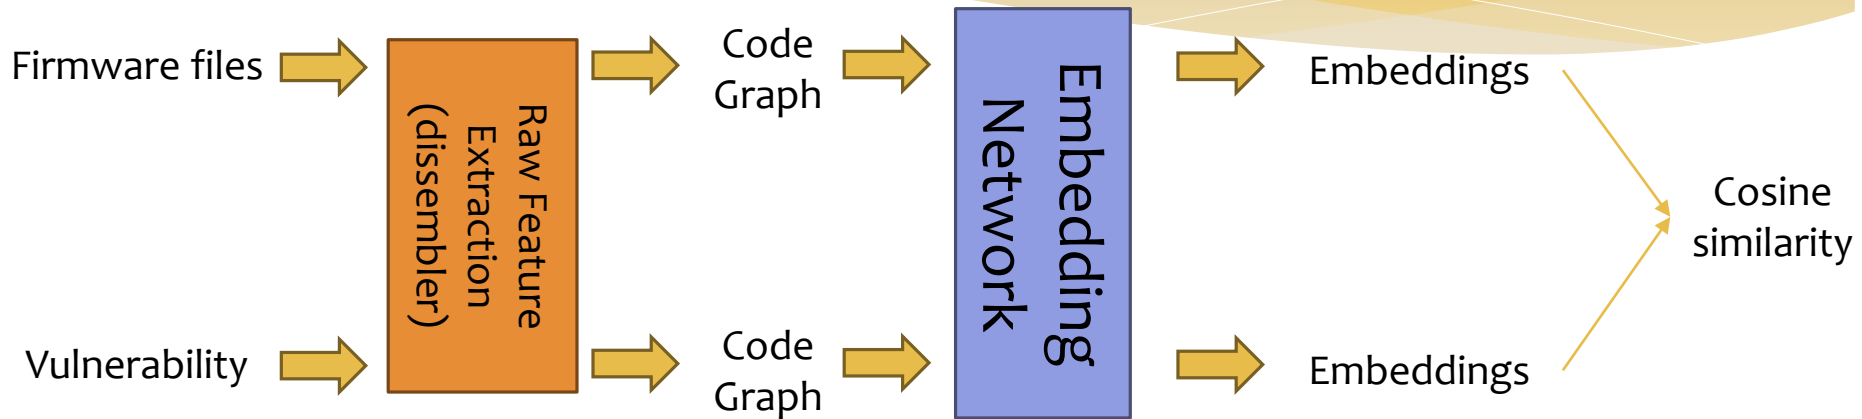 Firmware files
Raw Feature
Extraction
(dissembler)
Code
Graph
Embedding
Network
Embeddings
Cosine
similarity
Vulnerability
Code
Graph
Embeddings